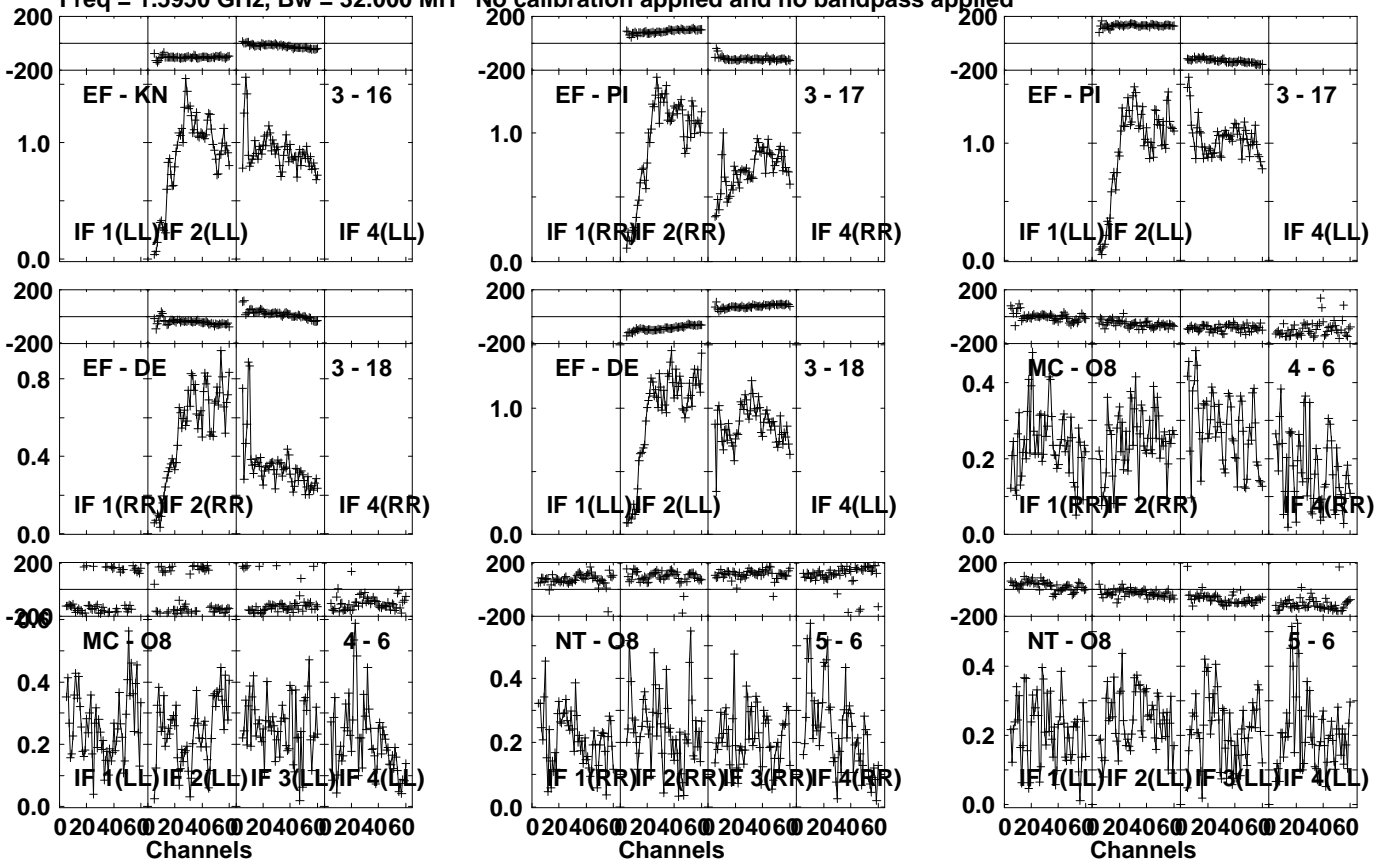 Freq = 1.5950 GHz, Bw = 32.000 MH No calibration applied and no bandpass applied
200
-200
EF - KN 3 - 16
1.0
IF 1(LL) IF 2(LL) IF 4(LL)
0.0
200
-200
EF - PI 3 - 17
1.0
IF 1(RR) IF 2(RR) IF 4(RR)
0.0
200
-200
EF - PI 3 - 17
1.0
IF 1(LL) IF 2(LL) IF 4(LL)
0.0
200
-200
EF - DE 3 - 18
0.8
0.4
IF 1(RR) IF 2(RR) IF 4(RR)
0.0
200
-200
EF - DE 3 - 18
1.0
IF 1(LL) IF 2(LL) IF 4(LL)
0.0
200
-200
MC - O8 4 - 6
0.4
0.2
IF 1(RR) IF 2(RR) IF 4(RR)
0.0
200
-200
0.6
MC - O8 4 - 6
0.4
0.2
IF 1(LL) IF 2(LL) IF 3(LL) IF 4(LL)
0.0
0 20 40 60 0 20 40 60 0 20 40 60 0 20 40 60
Channels
200
-200
NT - O8 5 - 6
0.4
0.2
IF 1(RR) IF 2(RR) IF 3(RR) IF 4(RR)
0.0
0 20 40 60 0 20 40 60 0 20 40 60 0 20 40 60
Channels
200
-200
NT - O8 5 - 6
0.4
0.2
IF 1(LL) IF 2(LL) IF 3(LL) IF 4(LL)
0.0
0 20 40 60 0 20 40 60 0 20 40 60 0 20 40 60
Channels